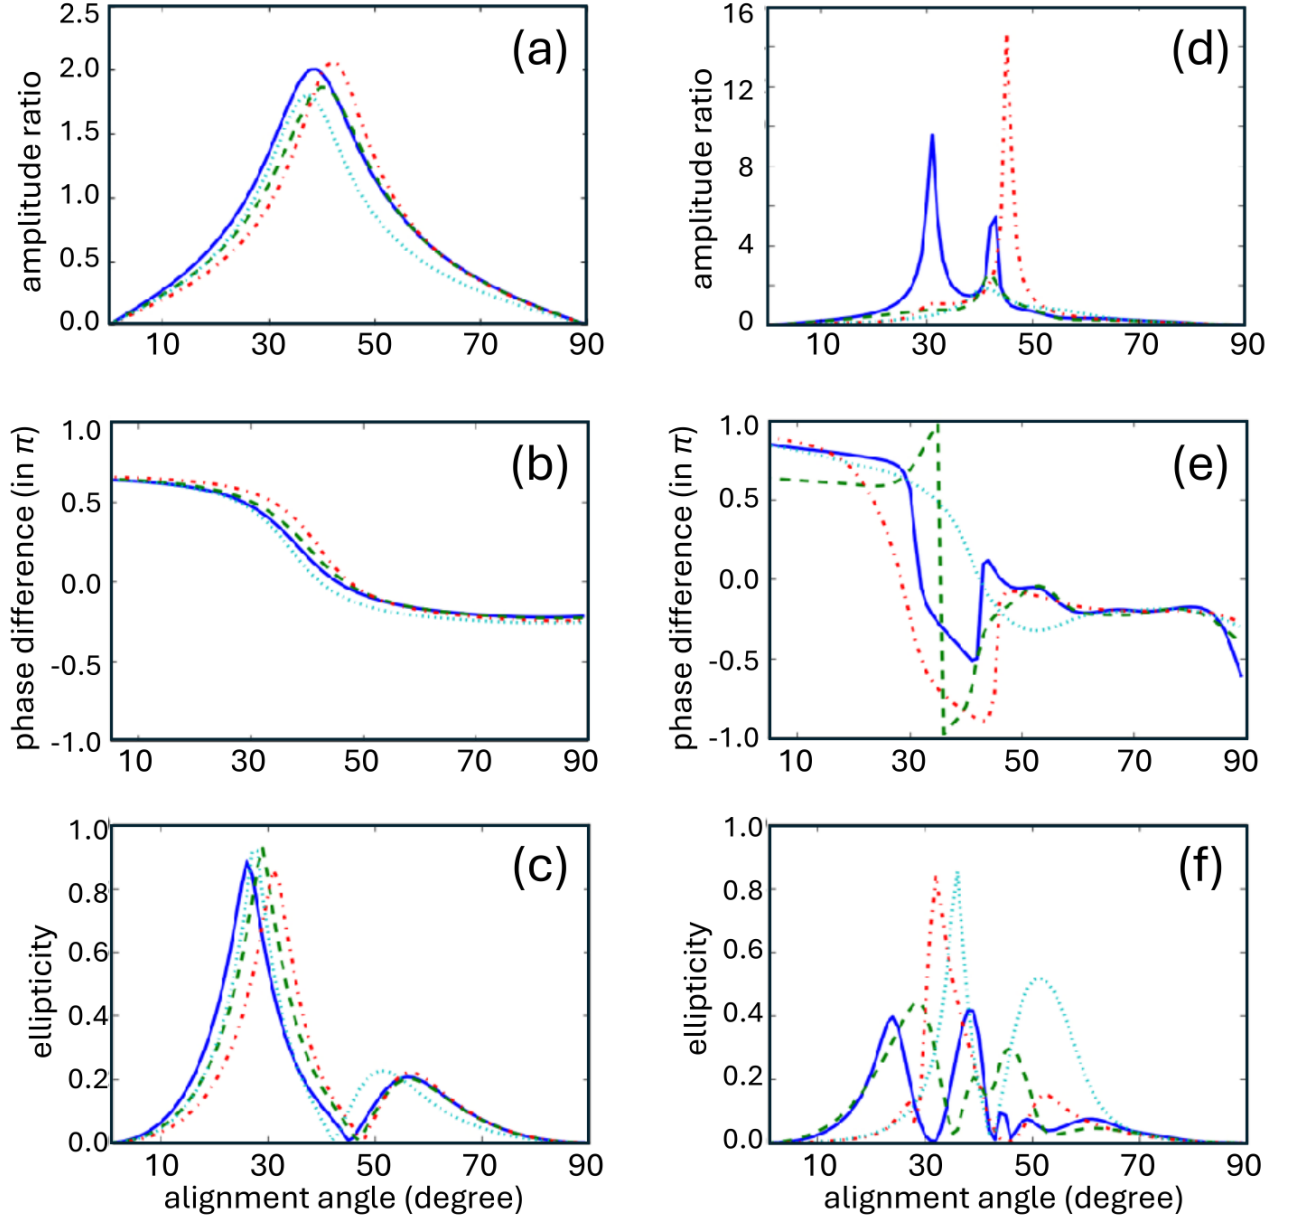 amplitude ratio
2.5
2.0
1.5
1.0
0.5
0.0
10 30 50 70 90
(a)
amplitude ratio
16
12
8
4
0
10 30 50 70 90
(d)
phase difference (in π)
1.0
0.5
0.0
-0.5
-1.0
10 30 50 70 90
(b)
phase difference (in π)
1.0
0.5
0.0
-0.5
-1.0
10 30 50 70 90
(e)
ellipticity
1.0
0.8
0.6
0.4
0.2
0.0
10 30 50 70 90
alignment angle (degree)
(c)
ellipticity
1.0
0.8
0.6
0.4
0.2
0.0
10 30 50 70 90
alignment angle (degree)
(f)